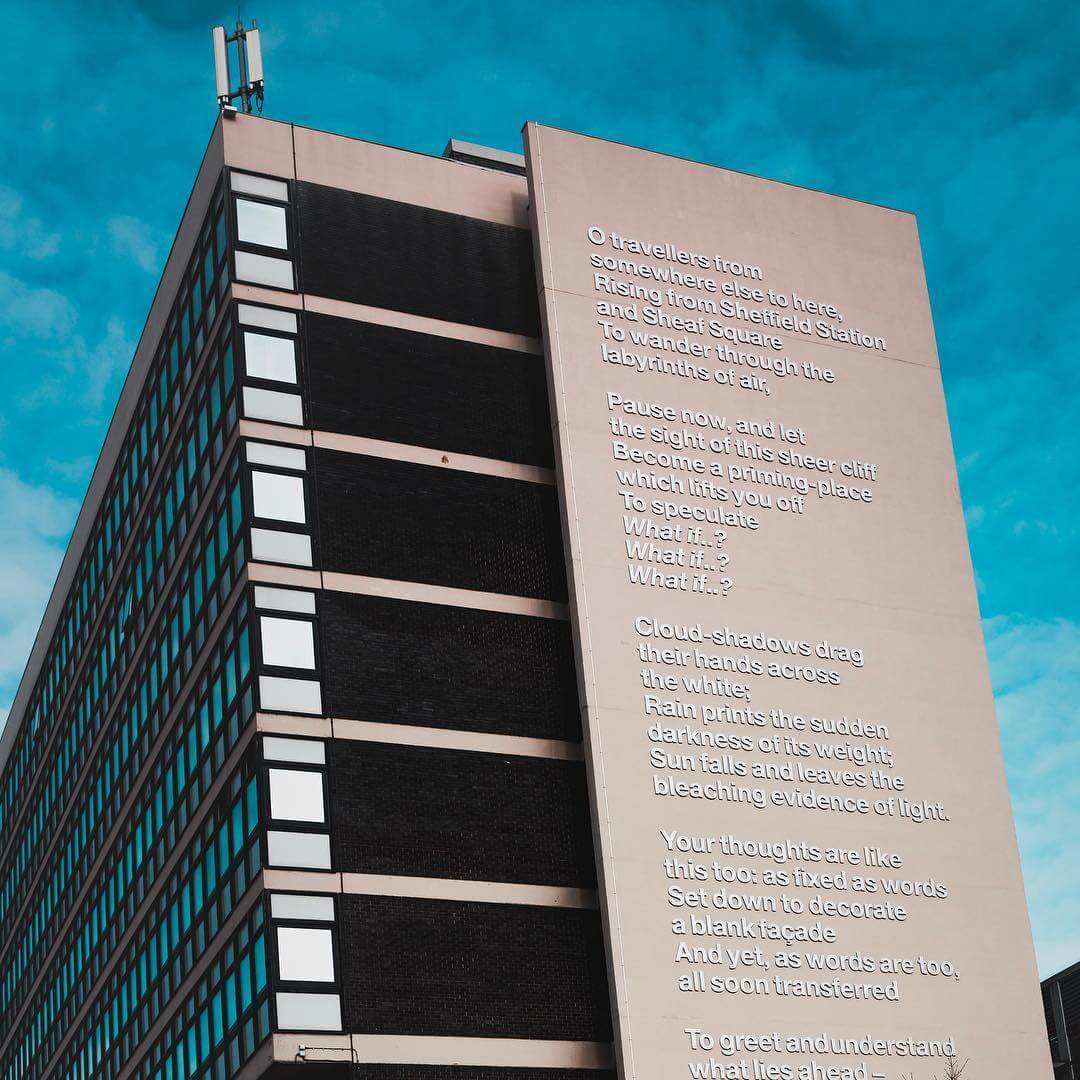 O travellers from
somewhere else to here,
Rising from Sheffield Station
and Sheaf Square
To wander through the
labyrinths of air,
Pause now, and let
the sight of this sheer cliff
Become a priming-place
which lifts you off
To speculate
What if..?
What if..?
What if..?
Cloud-shadows drag
their hands across
the white;
Rain prints the sudden
darkness of its weight;
Sun falls and leaves the
bleaching evidence of light.
Your thoughts are like
this too: as fixed as words
Set down to decorate
a blank façade
And yet, as words are too,
all soon transferred
To greet and understand
what lies ahead –